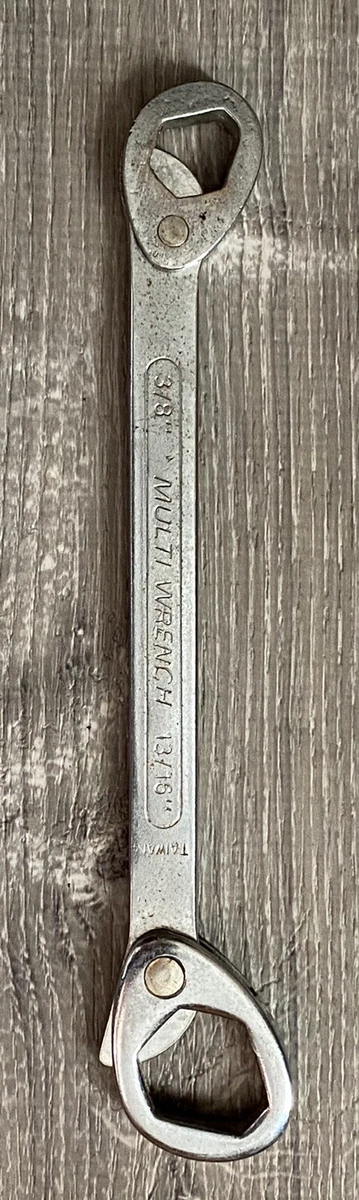 3/8" MULTI WRENCH 13/16"
TAIWAN